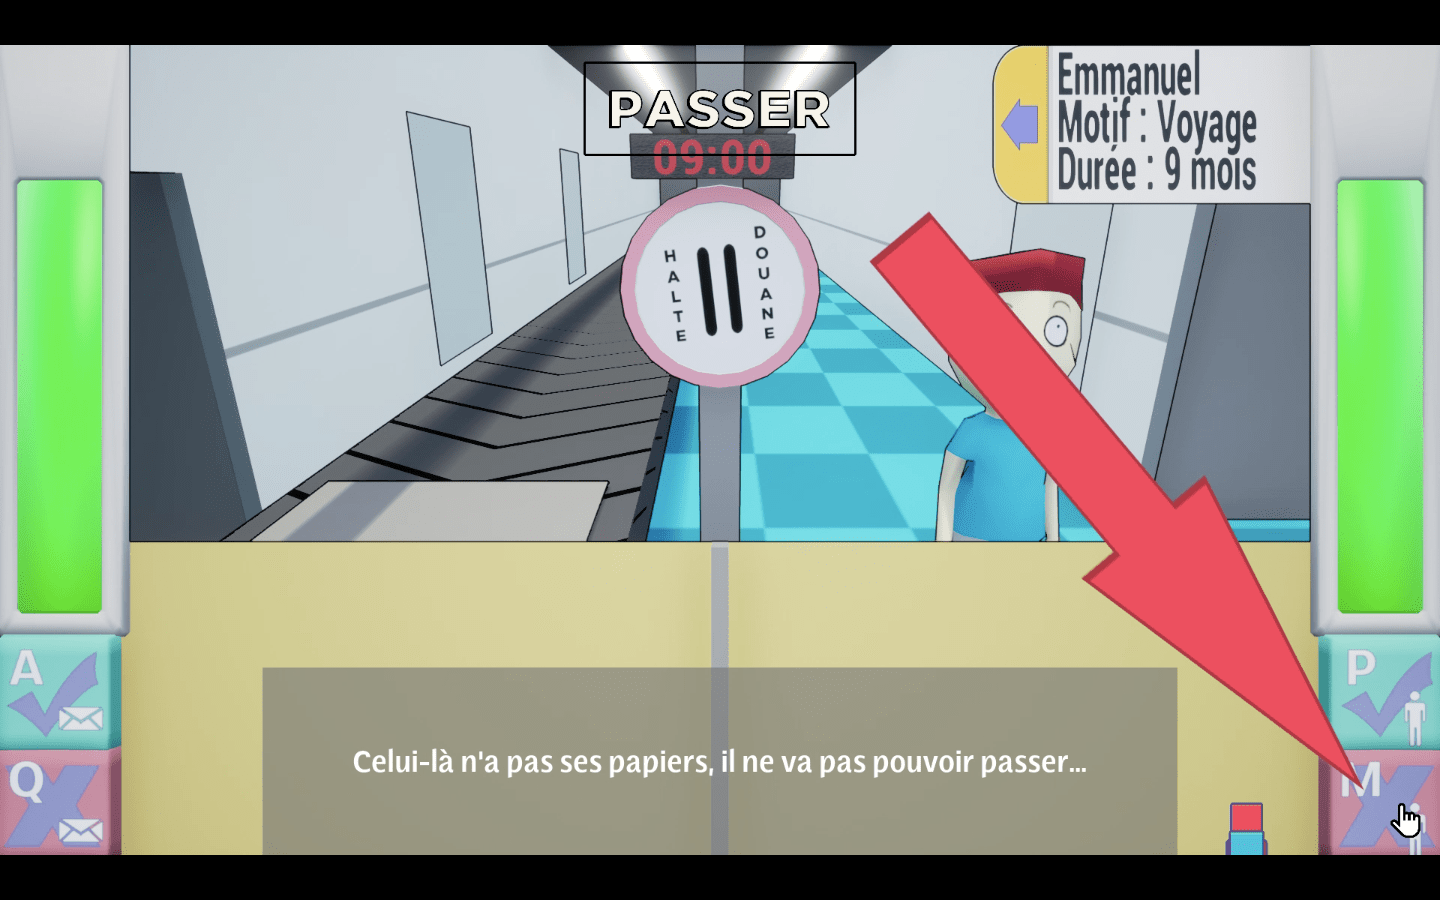 PASSER
09:00
Emmanuel
Motif : Voyage
Durée : 9 mois
HALTE
DOUANE
A
Q
P
M
Celui-là n'a pas ses papiers, il ne va pas pouvoir passer...